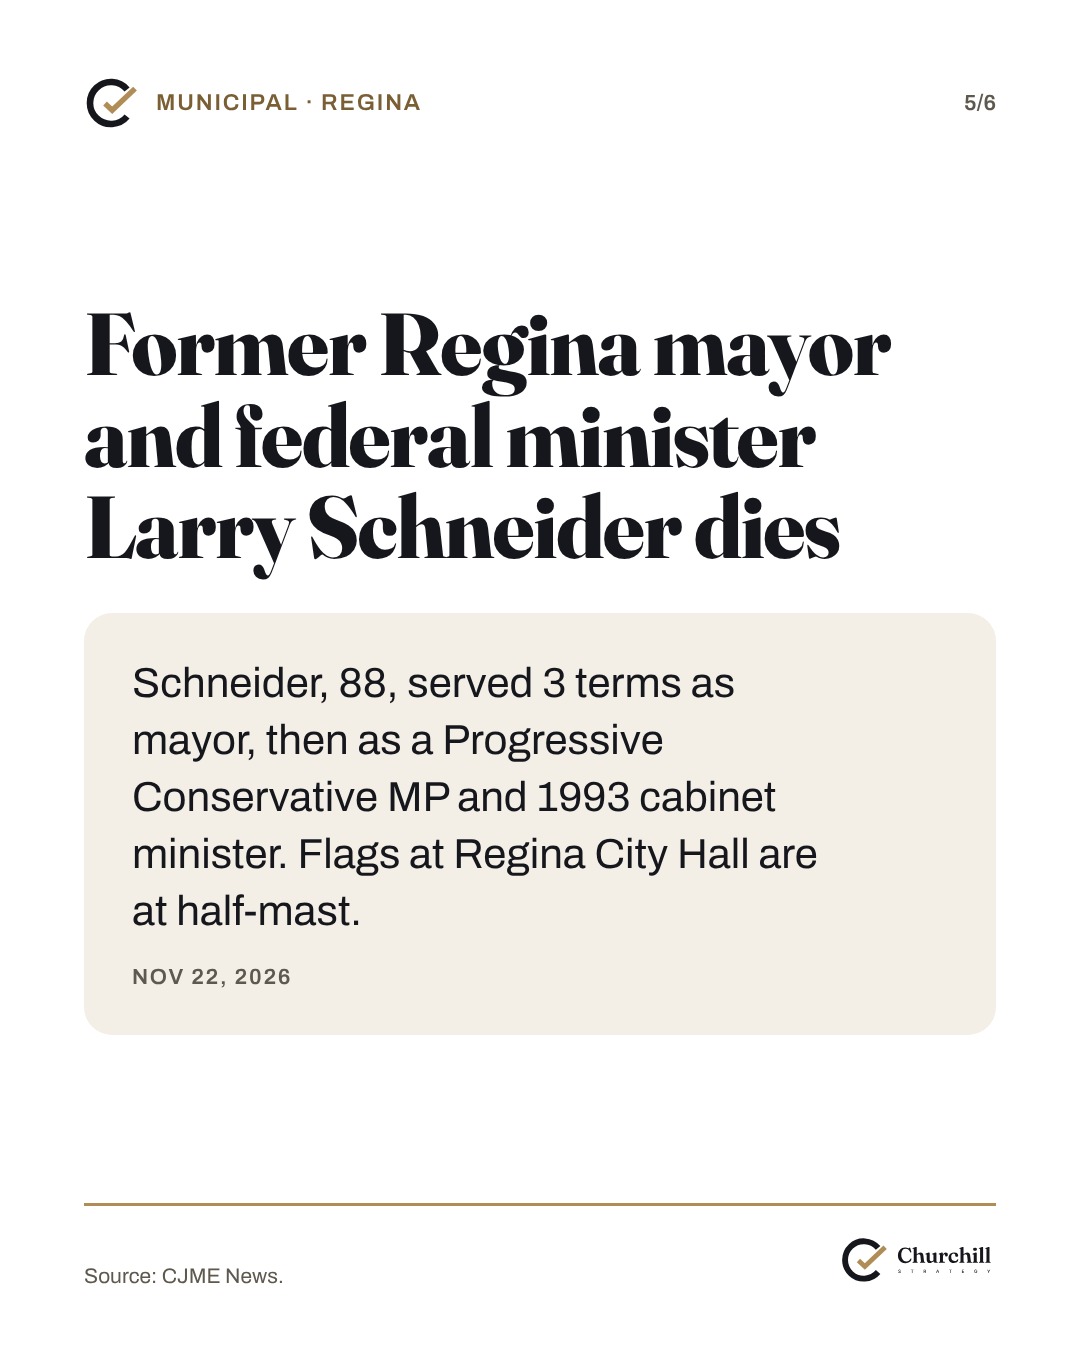 MUNICIPAL · REGINA
5/6
Former Regina mayor
and federal minister
Larry Schneider dies
Schneider, 88, served 3 terms as
mayor, then as a Progressive
Conservative MP and 1993 cabinet
minister. Flags at Regina City Hall are
at half-mast.
NOV 22, 2026
Source: CJME News.
Churchill
STRATEGY